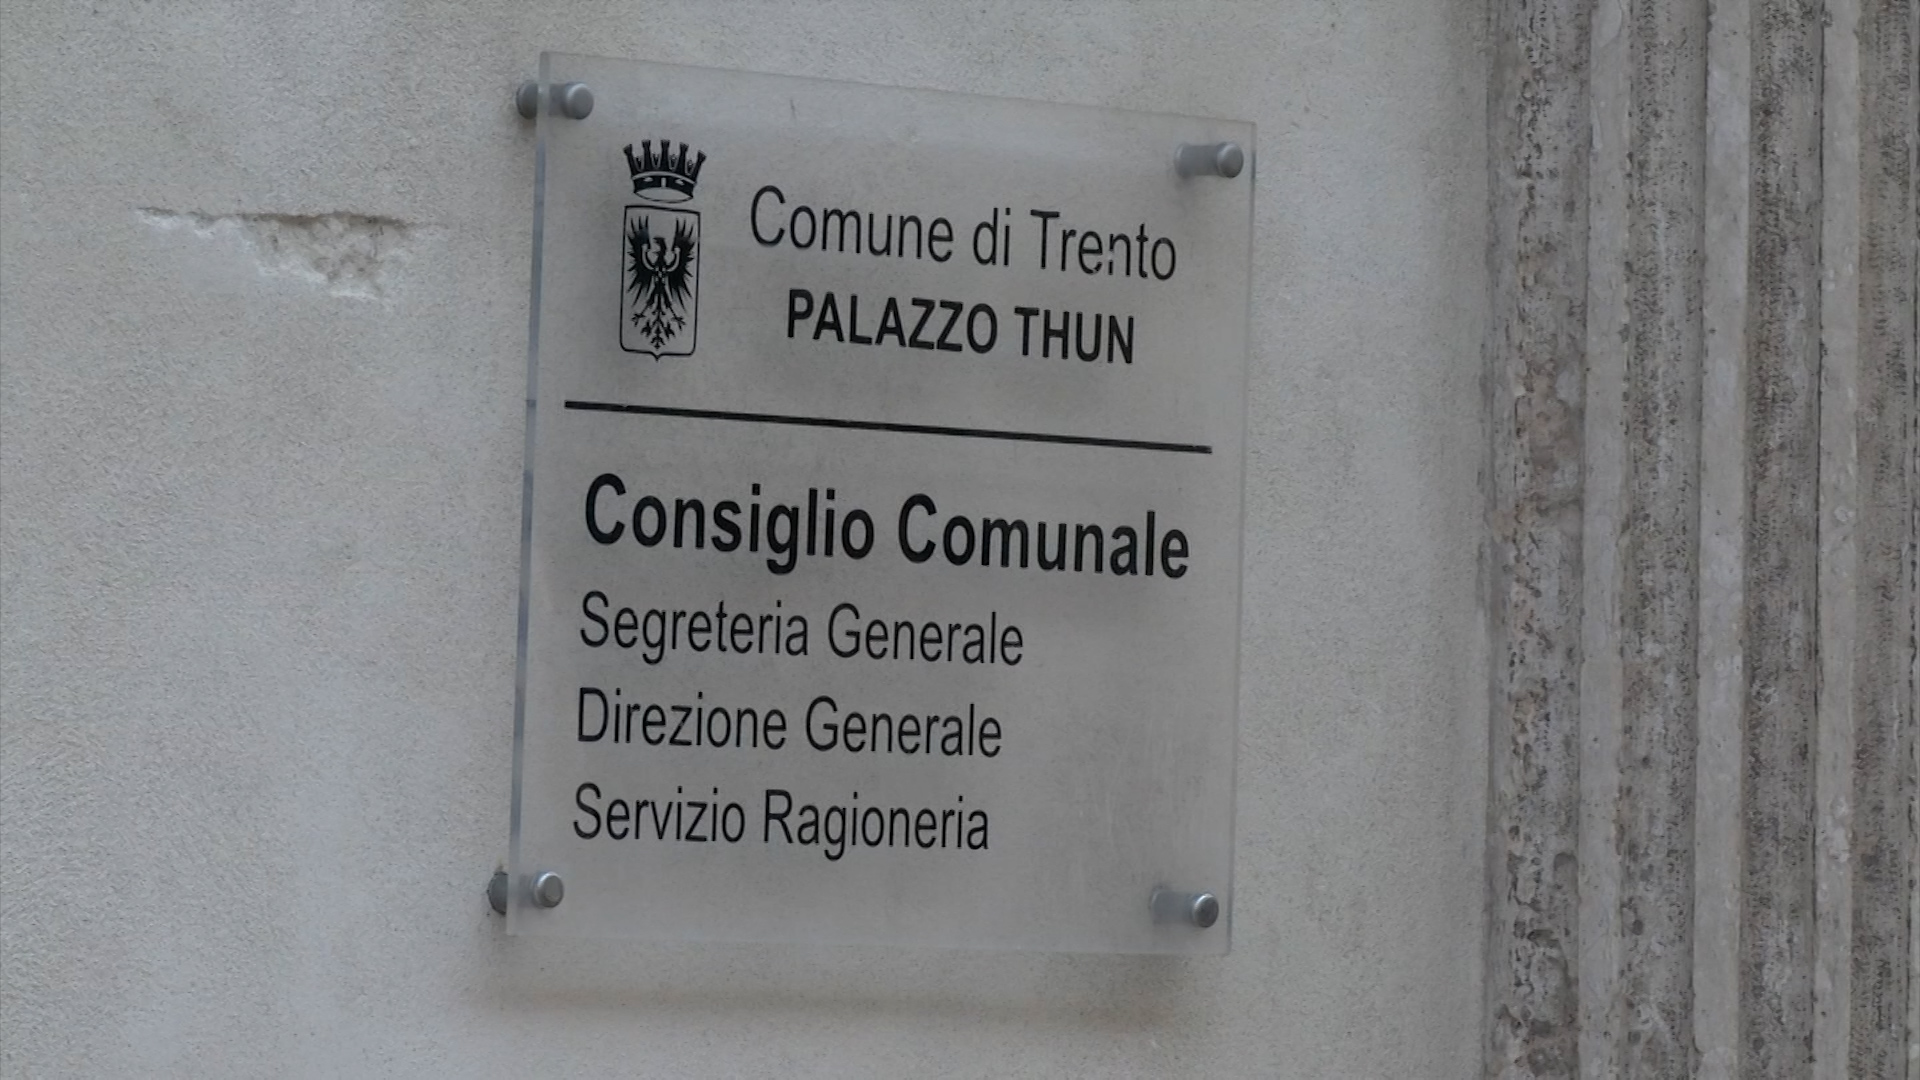 Comune di Trento
PALAZZO THUN
Consiglio Comunale
Segreteria Generale
Direzione Generale
Servizio Ragioneria